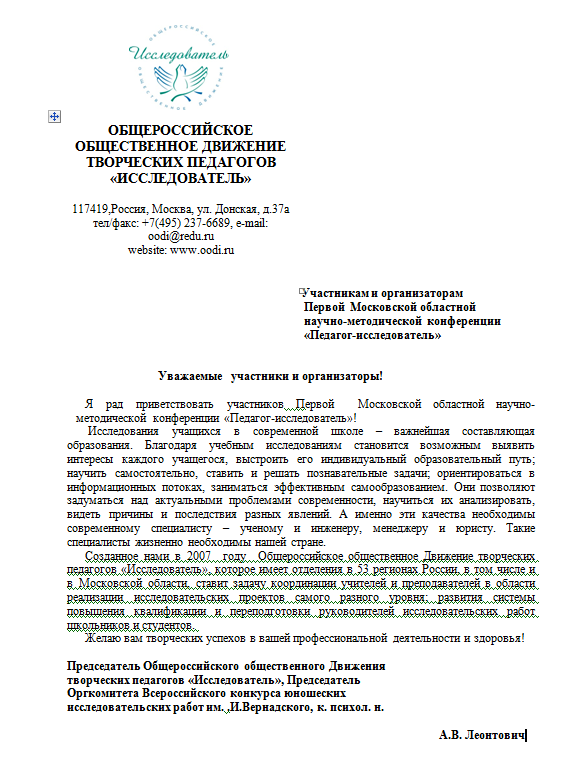 Исследователь
ОБЩЕРОССИЙСКОЕ
ОБЩЕСТВЕННОЕ ДВИЖЕНИЕ
ТВОРЧЕСКИХ ПЕДАГОГОВ
«ИССЛЕДОВАТЕЛЬ»
117419,Россия, Москва, ул. Донская, д.37а
тел/факс: +7(495) 237-6689, e-mail:
oodi@redu.ru
website: www.oodi.ru
Участникам и организаторам
Первой Московской областной
научно-методической конференции
«Педагог-исследователь»
Уважаемые участники и организаторы!
Я рад приветствовать участников Первой Московской областной научно-
методической конференции «Педагог-исследователь»!
Исследования учащихся в современной школе – важнейшая составляющая
образования. Благодаря учебным исследованиям становится возможным выявить
интересы каждого учащегося, выстроить его индивидуальный образовательный путь;
научить самостоятельно, ставить и решать познавательные задачи; ориентироваться в
информационных потоках, заниматься эффективным самообразованием. Они позволяют
задуматься над актуальными проблемами современности, научиться их анализировать,
видеть причины и последствия разных явлений. А именно эти качества необходимы
современному специалисту – ученому и инженеру, менеджеру и юристу. Такие
специалисты жизненно необходимы нашей стране.
Созданное нами в 2007 году Общероссийское общественное Движение творческих
педагогов «Исследователь», которое имеет отделения в 53 регионах России, в том числе и
в Московской области, ставит задачу координации учителей и преподавателей в области
реализации исследовательских проектов самого разного уровня; развития системы
повышения квалификации и переподготовки руководителей исследовательских работ
школьников и студентов.
Желаю вам творческих успехов в вашей профессиональной деятельности и здоровья!
Председатель Общероссийского общественного Движения
творческих педагогов «Исследователь», Председатель
Оргкомитета Всероссийского конкурса юношеских
исследовательских работ им. .И.Вернадского, к. психол. н.
А.В. Леонтович